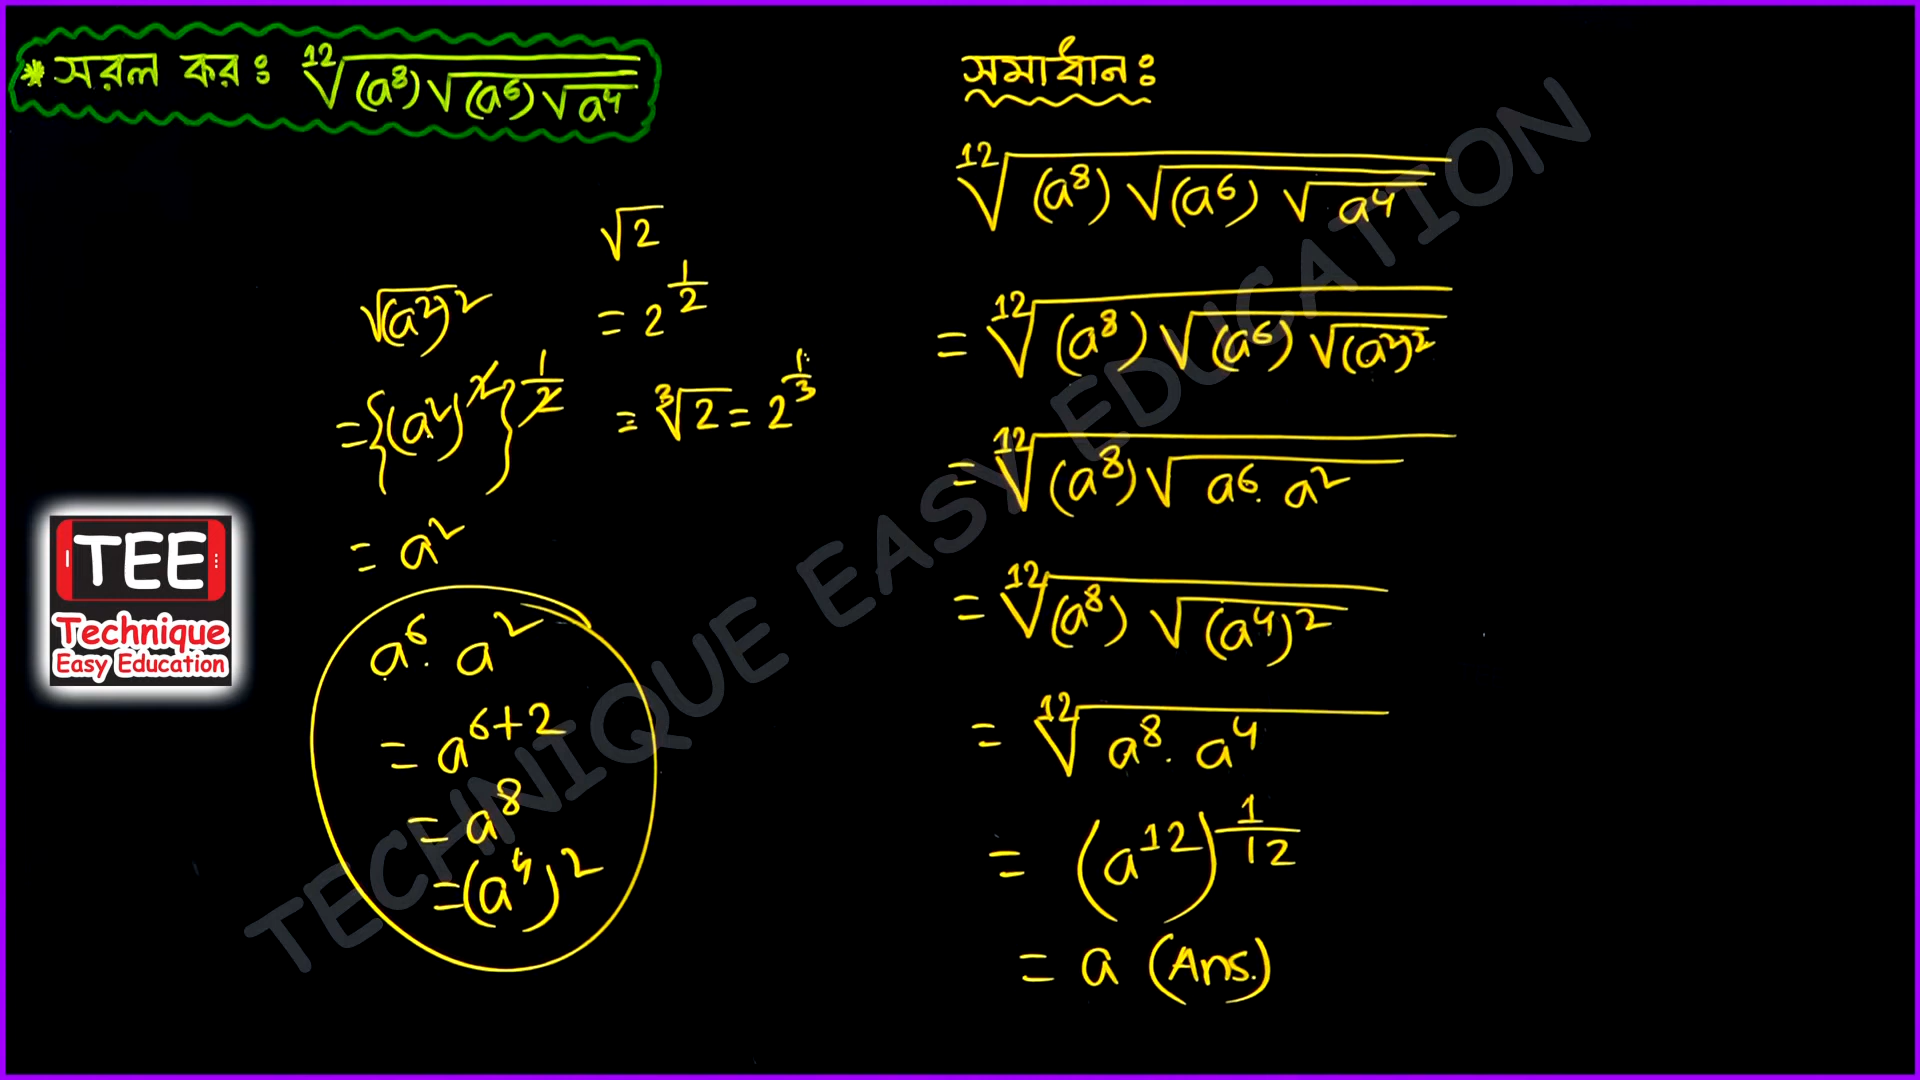 * সরল কর: ¹²√((a⁸)√((a⁶)√(a⁴)))
√2
= 2^(1/2)
= ³√2 = 2^(1/3)
√(a²)²
= {(a²)²}^(1/2)
= a²
a⁶. a²
= a^(6+2)
= a⁸
= (a⁴)²
TEE
Technique
Easy Education
সমাধান:
¹²√((a⁸)√((a⁶)√(a⁴)))
= ¹²√((a⁸)√((a⁶)√((a²)²)))
= ¹²√((a⁸)√(a⁶. a²))
= ¹²√((a⁸)√((a⁴)²))
= ¹²√(a⁸. a⁴)
= (a¹²)^(1/12)
= a (Ans.)
TECHNIQUE EASY EDUCATION